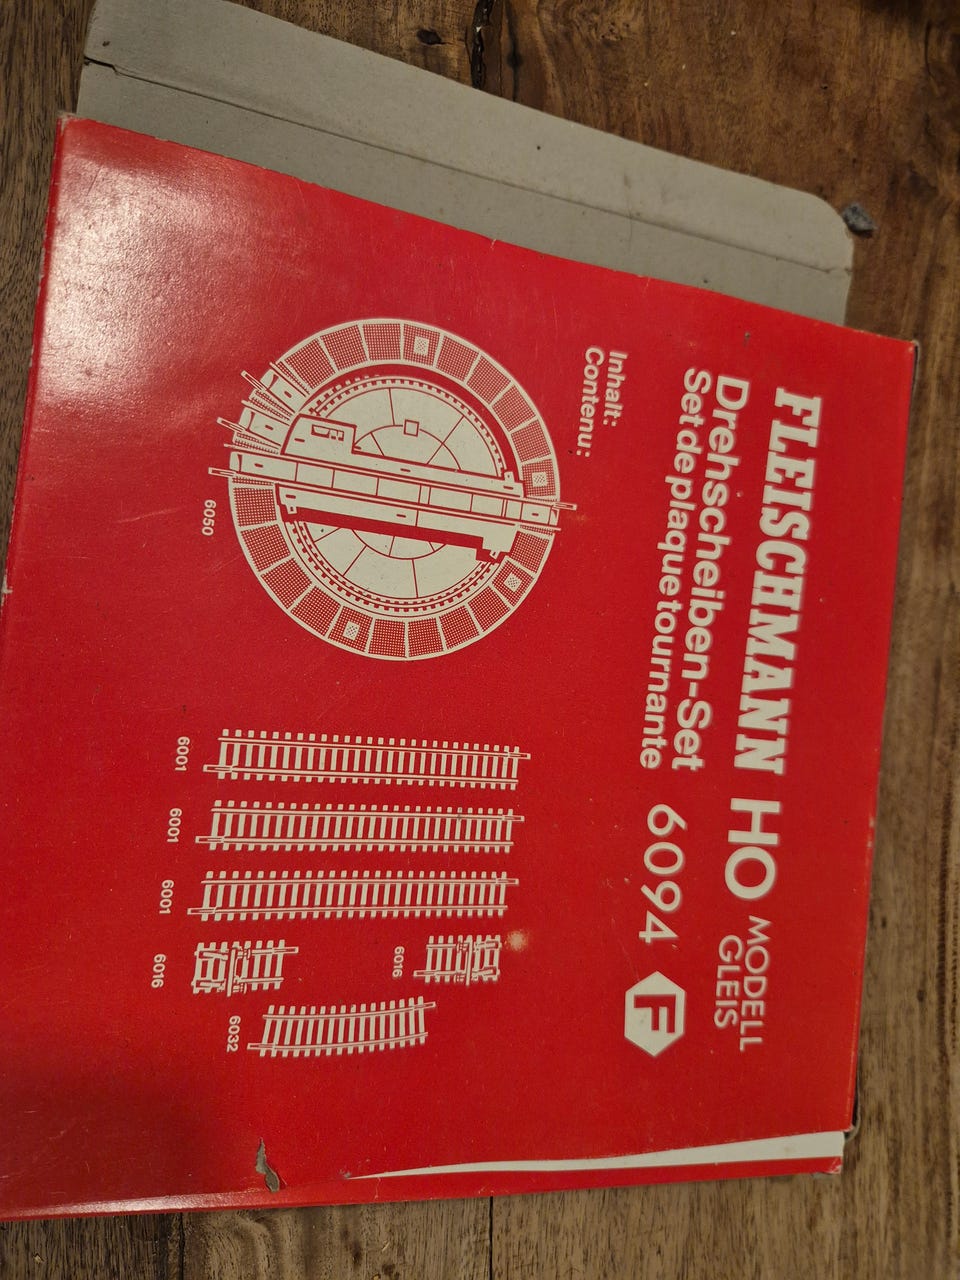 FLEISCHMANN HO MODELL
GLEIS
Drehscheiben-Set
Set de plaque tournante 6094 F
Inhalt:
Contenu:
6050
6001
6001
6001
6016
6016
6032